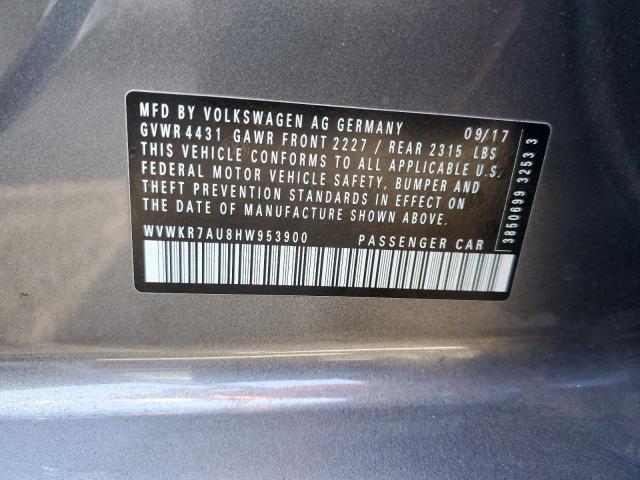 MFD BY VOLKSWAGEN AG GERMANY 09/17
GVWR 4431 GAWR FRONT 2227 / REAR 2315 LBS
THIS VEHICLE CONFORMS TO ALL APPLICABLE U.S.
FEDERAL MOTOR VEHICLE SAFETY, BUMPER AND
THEFT PREVENTION STANDARDS IN EFFECT ON
THE DATE OF MANUFACTURE SHOWN ABOVE.
WVWKR7AU8HW953900 PASSENGER CAR
3850699 3253 3